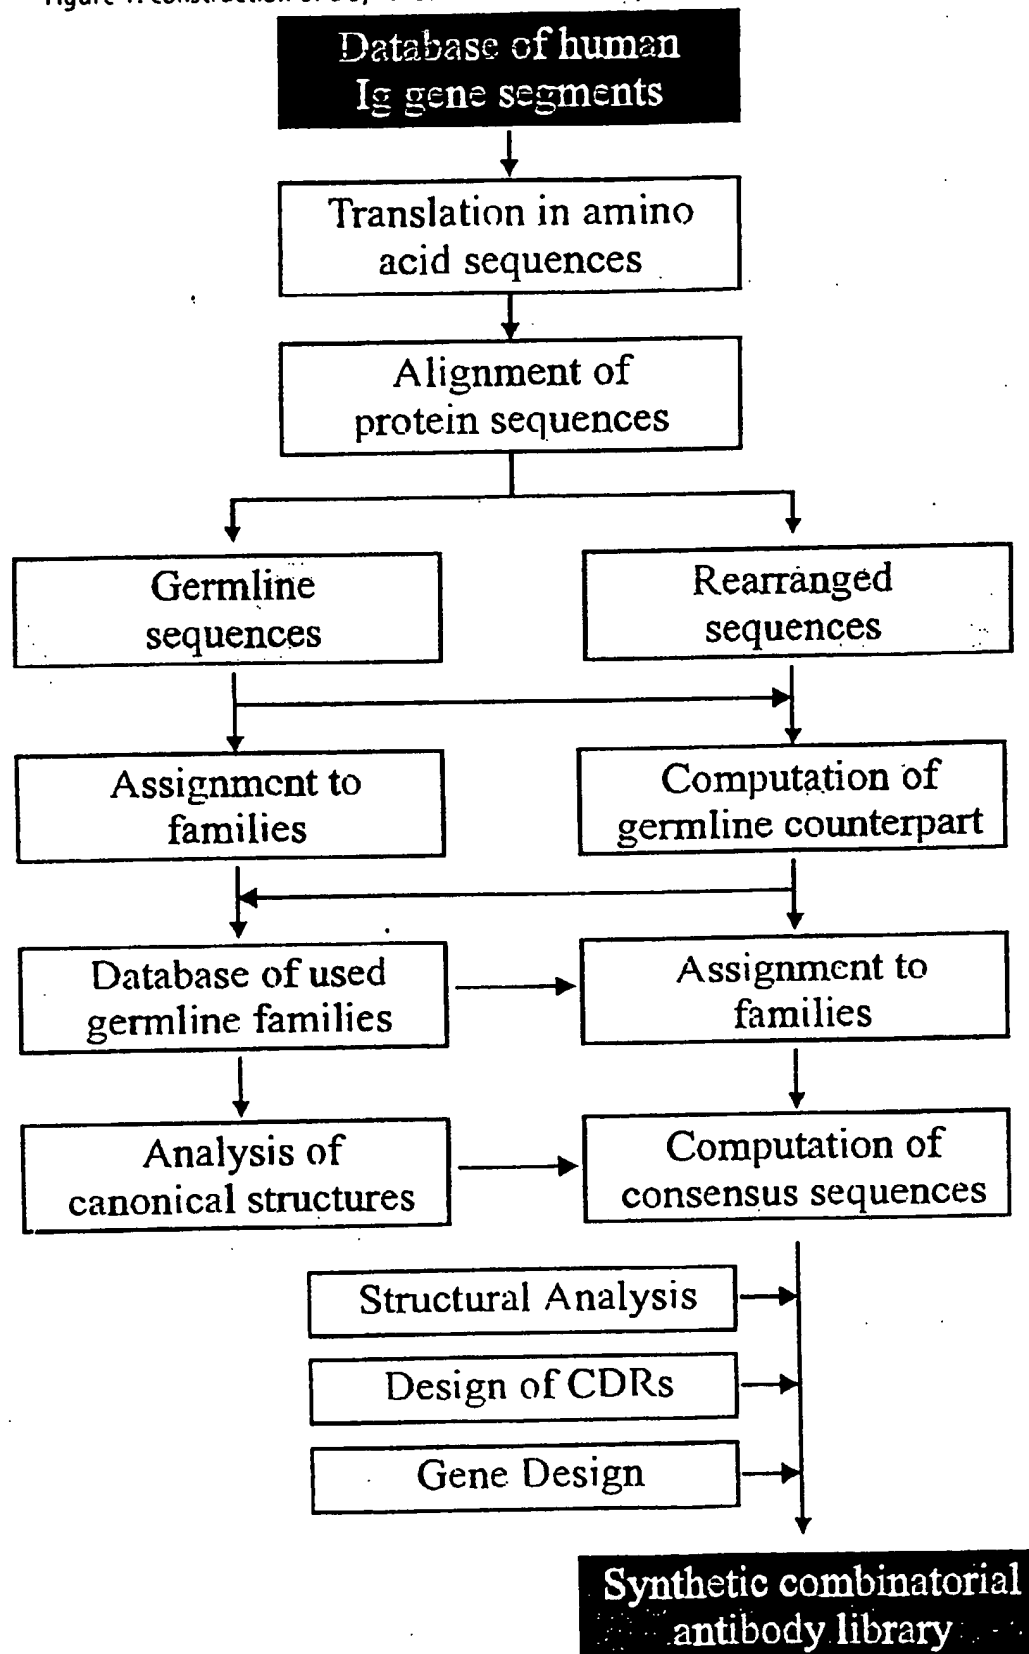 Database of human
Ig gene segments
Translation in amino
acid sequences
Alignment of
protein sequences
Germline
sequences
Rearranged
sequences
Assignment to
families
Computation of
germline counterpart
Database of used
germline families
Assignment to
families
Analysis of
canonical structures
Computation of
consensus sequences
Structural Analysis
Design of CDRs
Gene Design
Synthetic combinatorial
antibody library